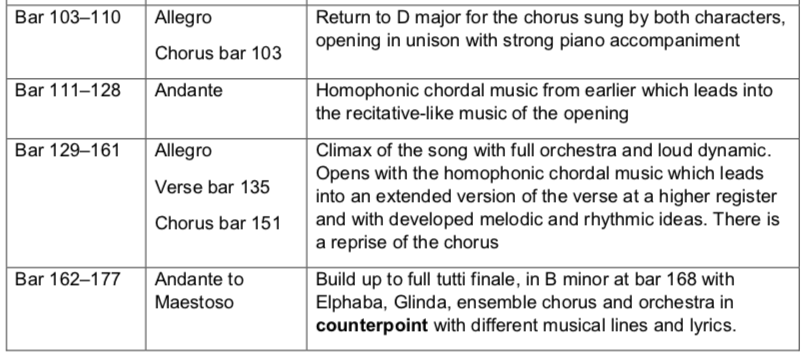 Bar 103–110
Allegro
Chorus bar 103
Return to D major for the chorus sung by both characters,
opening in unison with strong piano accompaniment
Bar 111–128
Andante
Homophonic chordal music from earlier which leads into
the recitative-like music of the opening
Bar 129–161
Allegro
Verse bar 135
Chorus bar 151
Climax of the song with full orchestra and loud dynamic.
Opens with the homophonic chordal music which leads
into an extended version of the verse at a higher register
and with developed melodic and rhythmic ideas. There is
a reprise of the chorus
Bar 162–177
Andante to
Maestoso
Build up to full tutti finale, in B minor at bar 168 with
Elphaba, Glinda, ensemble chorus and orchestra in
counterpoint with different musical lines and lyrics.